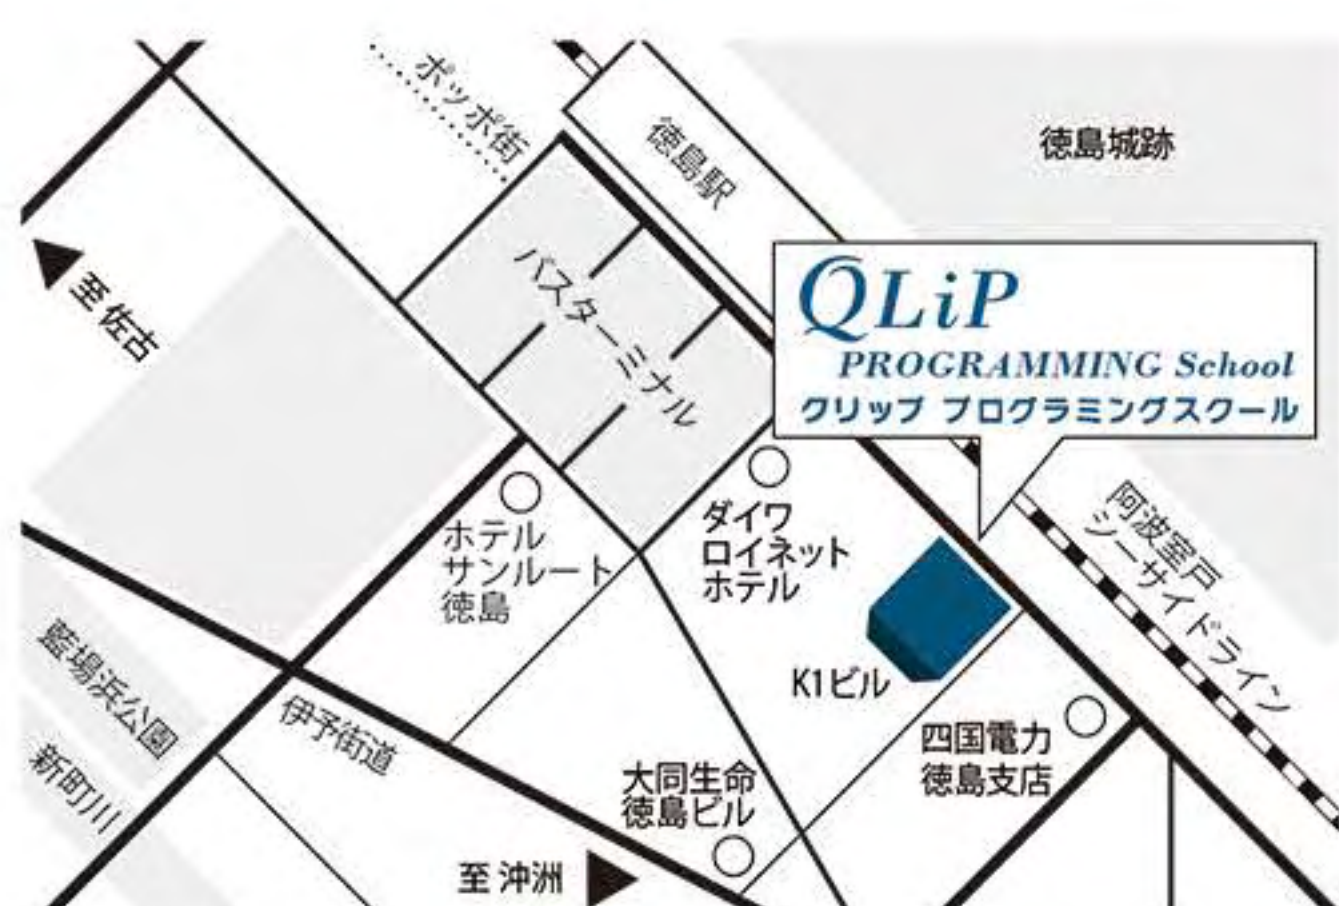 ポッポ街
徳島駅
徳島城跡
至 佐古
バスターミナル
QLiP
PROGRAMMING School
クリップ プログラミングスクール
ホテル
サンルート
徳島
ダイワ
ロイネット
ホテル
阿波室戸
シーサイドライン
K1ビル
藍場浜公園
新町川
伊予街道
四国電力
徳島支店
大同生命
徳島ビル
至 沖洲